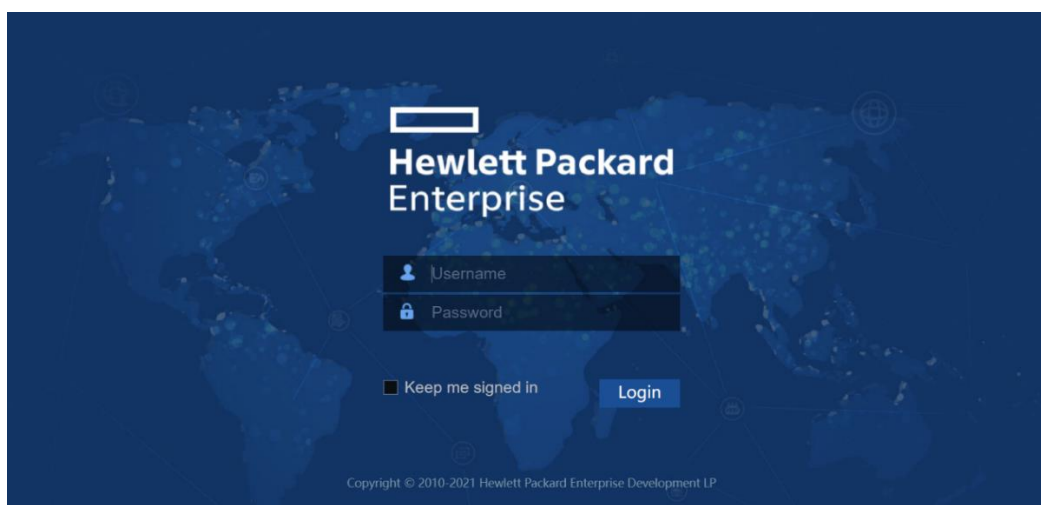 Hewlett Packard
Enterprise
Username
Password
Keep me signed in
Login
Copyright © 2010-2021 Hewlett Packard Enterprise Development LP